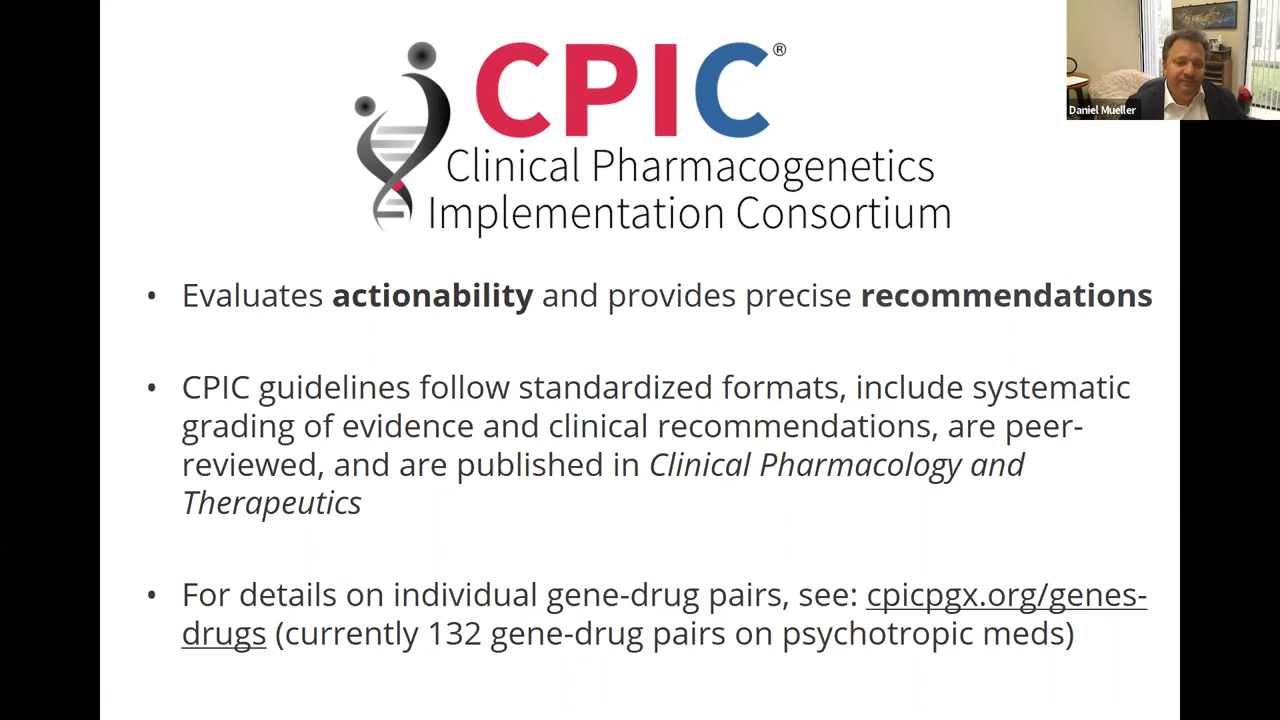 CPIC®
Clinical Pharmacogenetics
Implementation Consortium
Daniel Mueller
• Evaluates actionability and provides precise recommendations
• CPIC guidelines follow standardized formats, include systematic
grading of evidence and clinical recommendations, are peer-
reviewed, and are published in Clinical Pharmacology and
Therapeutics
• For details on individual gene-drug pairs, see: cpicpgx.org/genes-
drugs (currently 132 gene-drug pairs on psychotropic meds)